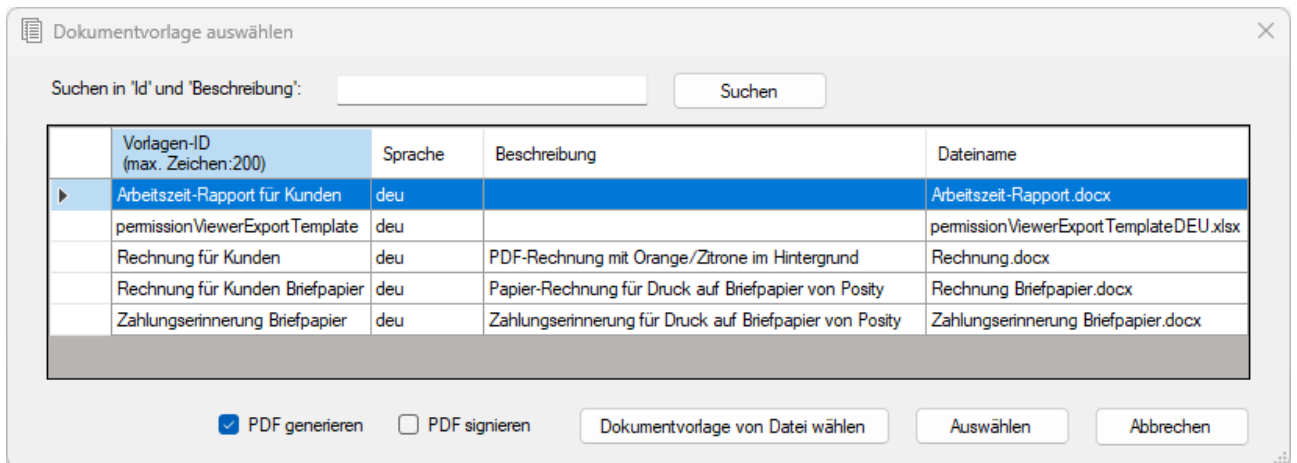 Dokumentvorlage auswählen
Suchen in "Id" und "Beschreibung": Suchen
Vorlagen-ID
(max. Zeichen:200) Sprache Beschreibung Dateiname
Arbeitszeit-Rapport für Kunden deu Arbeitszeit-Rapport.docx
permissionViewerExportTemplate deu permissionViewerExportTemplateDEU.xlsx
Rechnung für Kunden deu PDF-Rechnung mit Orange/Zitrone im Hintergrund Rechnung.docx
Rechnung für Kunden Briefpapier deu Papier-Rechnung für Druck auf Briefpapier von Posity Rechnung Briefpapier.docx
Zahlungserinnerung Briefpapier deu Zahlungserinnerung für Druck auf Briefpapier von Posity Zahlungserinnerung Briefpapier.docx
PDF generieren PDF signieren Dokumentvorlage von Datei wählen Auswählen Abbrechen